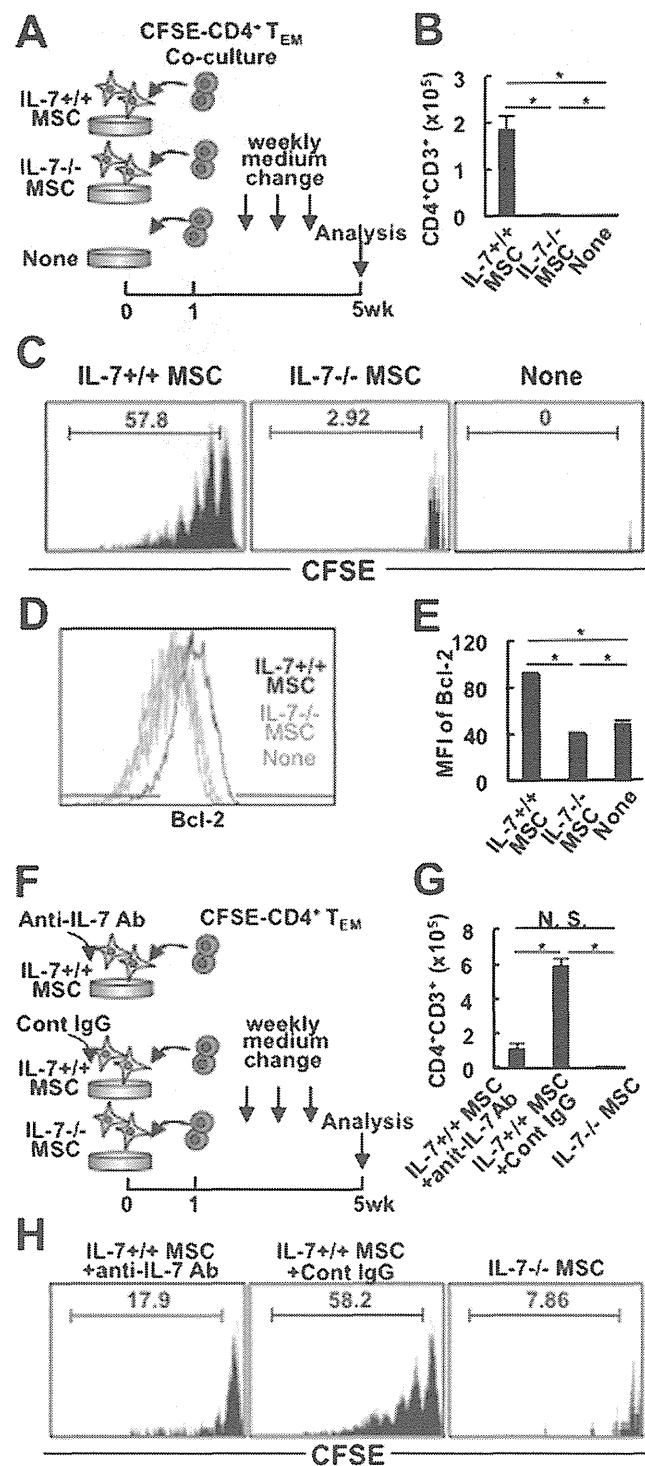 A
CFSE-CD4+ TEM
Co-culture
IL-7+/+
MSC
IL-7-/-
MSC
None
weekly
medium
change
Analysis
0 1 5wk
B
CD4+CD3+ (x10⁵)
3
2
1
0
IL-7+/+
MSC
IL-7-/-
MSC
None
* * *
C
IL-7+/+ MSC IL-7-/- MSC None
57.8 2.92 0
CFSE
D
IL-7+/+
MSC
IL-7-/-
MSC
None
Bcl-2
E
MFI of Bcl-2
120
80
40
0
IL-7+/+
MSC
IL-7-/-
MSC
None
* * *
F
Anti-IL-7 Ab
CFSE-CD4+ TEM
IL-7+/+
MSC
Cont IgG
IL-7+/+
MSC
IL-7-/-
MSC
weekly
medium
change
Analysis
0 1 5wk
G
CD4+CD3+ (x10⁵)
N. S.
* *
8
6
4
2
0
IL-7+/+ MSC
+anit-IL-7 Ab
IL-7+/+ MSC
+Cont IgG
IL-7-/- MSC
H
IL-7+/+ MSC
+anti-IL-7 Ab
IL-7+/+ MSC
+Cont IgG
IL-7-/- MSC
17.9 58.2 7.86
CFSE